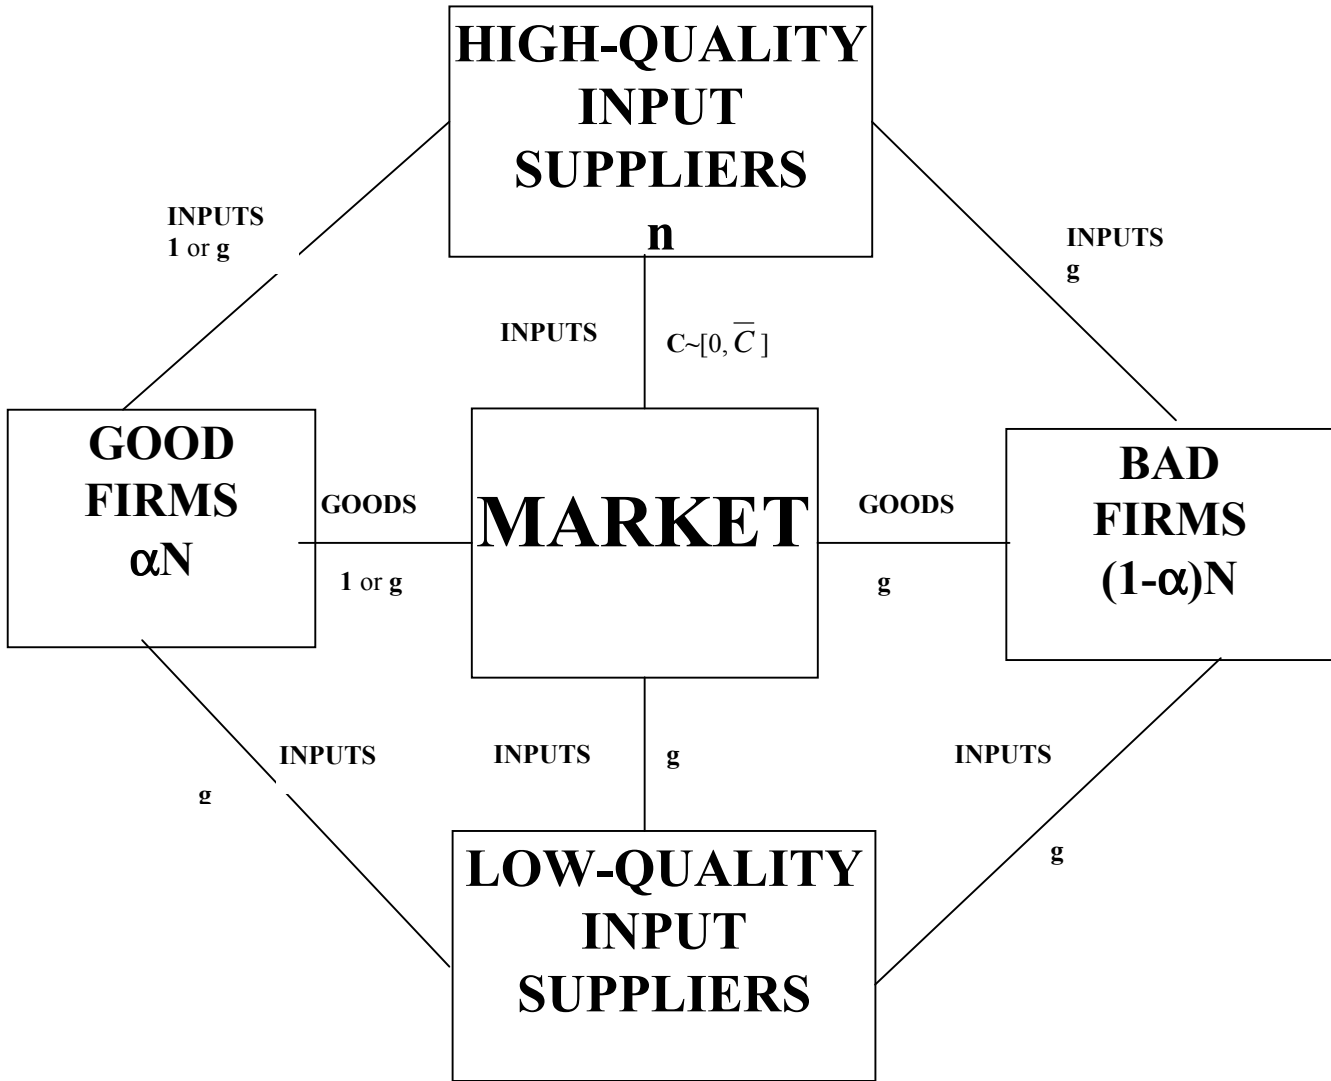 HIGH-QUALITY
INPUT
SUPPLIERS
n
INPUTS
1 or g
INPUTS
g
INPUTS
C~[0, C̅ ]
GOOD
FIRMS
αN
GOODS
1 or g
MARKET
GOODS
g
BAD
FIRMS
(1-α)N
INPUTS
g
INPUTS
g
INPUTS
g
LOW-QUALITY
INPUT
SUPPLIERS